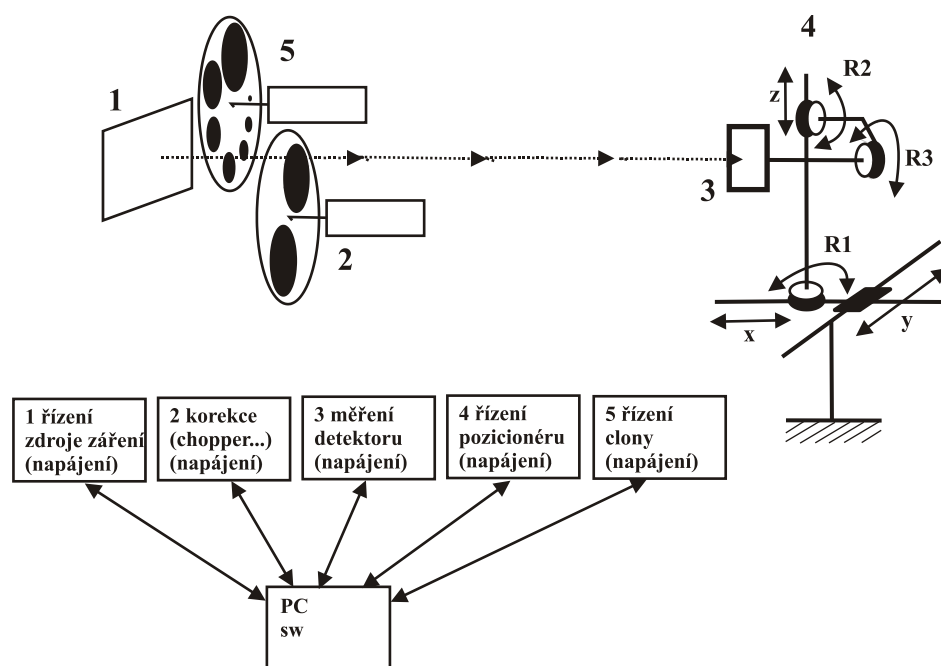 4
5
R2
1
z
R3
3
2
R1
x
y
1 řízení
zdroje záření
(napájení)
2 korekce
(chopper...)
(napájení)
3 měření
detektoru
(napájení)
4 řízení
pozicionéru
(napájení)
5 řízení
clony
(napájení)
PC
sw